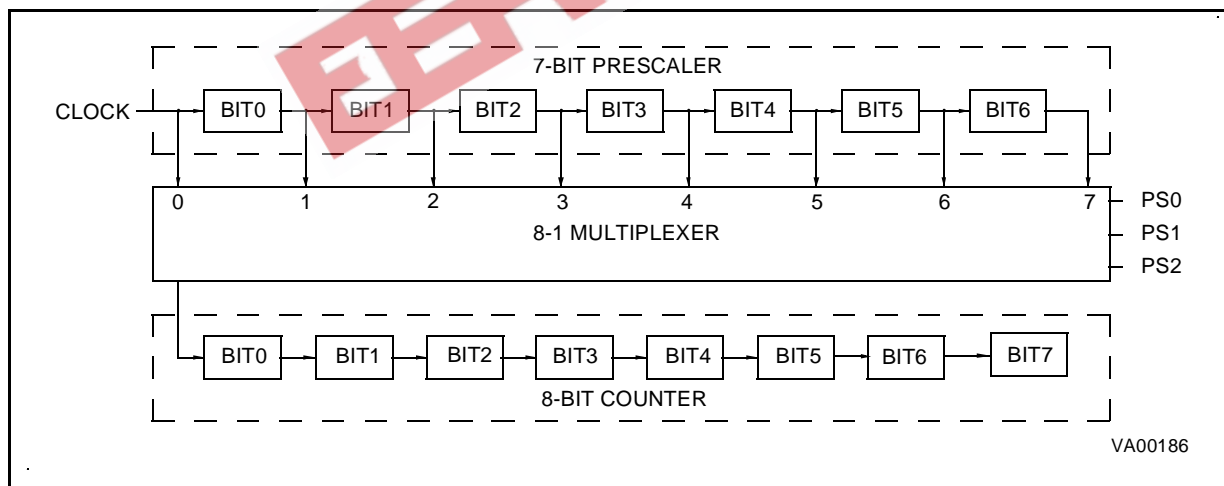 7-BIT PRESCALER
CLOCK BIT0 BIT1 BIT2 BIT3 BIT4 BIT5 BIT6
0 1 2 3 4 5 6 7 PS0
8-1 MULTIPLEXER PS1
PS2
BIT0 BIT1 BIT2 BIT3 BIT4 BIT5 BIT6 BIT7
8-BIT COUNTER
VA00186